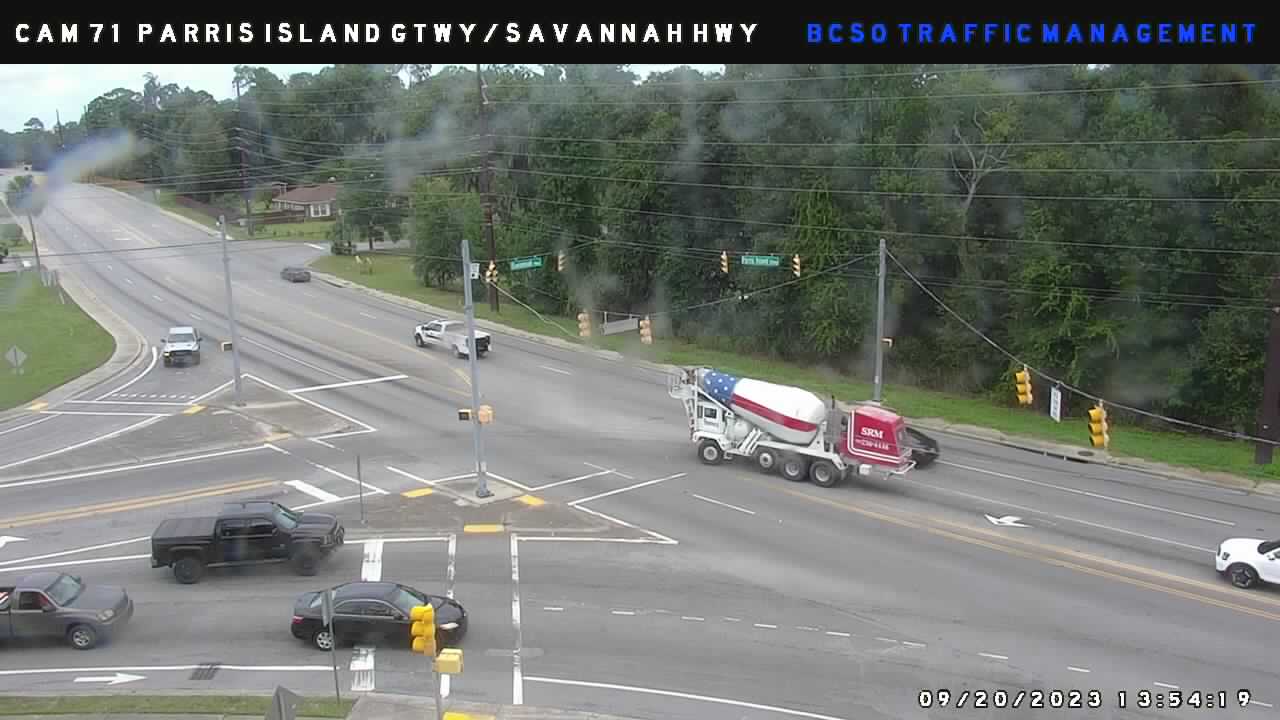 CAM 71 PARRIS ISLAND GTWY/SAVANNAH HWY BCSO TRAFFIC MANAGEMENT
SRM
09/20/2023 13:54:19